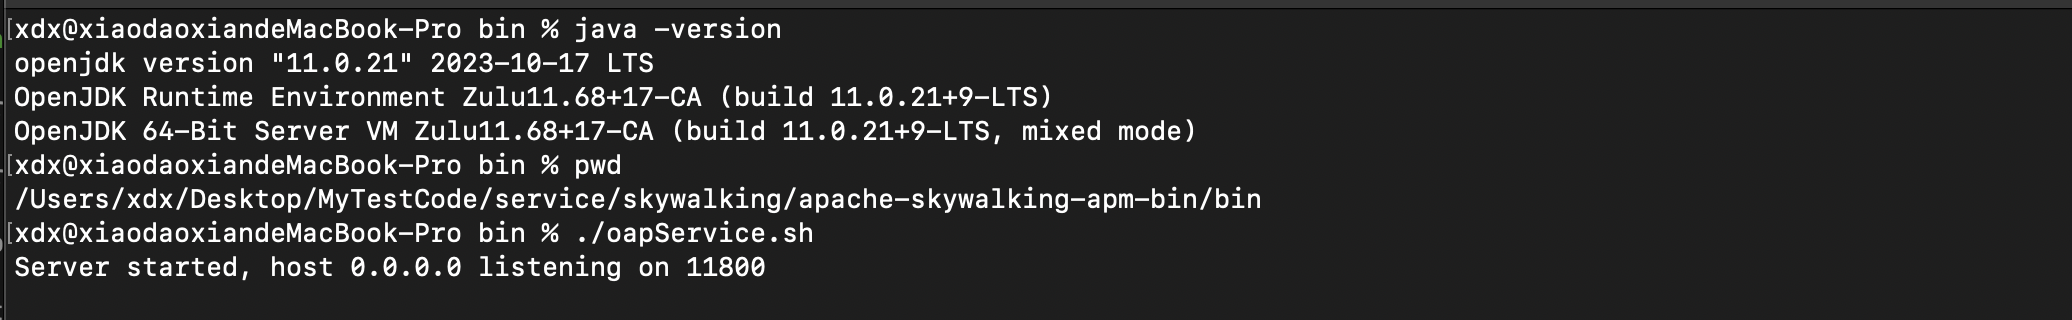 [xdx@xiaodaoxiandeMacBook-Pro bin % java -version
openjdk version "11.0.21" 2023-10-17 LTS
OpenJDK Runtime Environment Zulu11.68+17-CA (build 11.0.21+9-LTS)
OpenJDK 64-Bit Server VM Zulu11.68+17-CA (build 11.0.21+9-LTS, mixed mode)
[xdx@xiaodaoxiandeMacBook-Pro bin % pwd
/Users/xdx/Desktop/MyTestCode/service/skywalking/apache-skywalking-apm-bin/bin
[xdx@xiaodaoxiandeMacBook-Pro bin % ./oapService.sh
Server started, host 0.0.0.0 listening on 11800